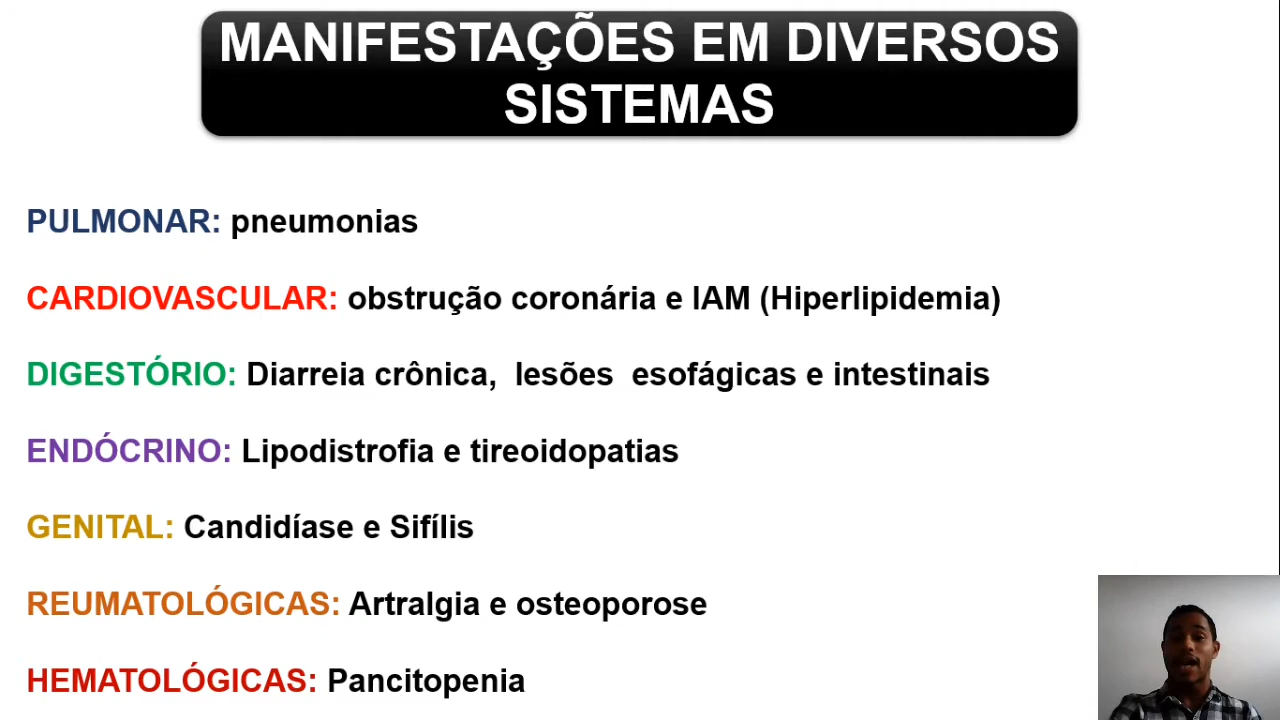 MANIFESTAÇÕES EM DIVERSOS
SISTEMAS
PULMONAR: pneumonias
CARDIOVASCULAR: obstrução coronária e IAM (Hiperlipidemia)
DIGESTÓRIO: Diarreia crônica, lesões esofágicas e intestinais
ENDÓCRINO: Lipodistrofia e tireoidopatias
GENITAL: Candidíase e Sifílis
REUMATOLÓGICAS: Artralgia e osteoporose
HEMATOLÓGICAS: Pancitopenia